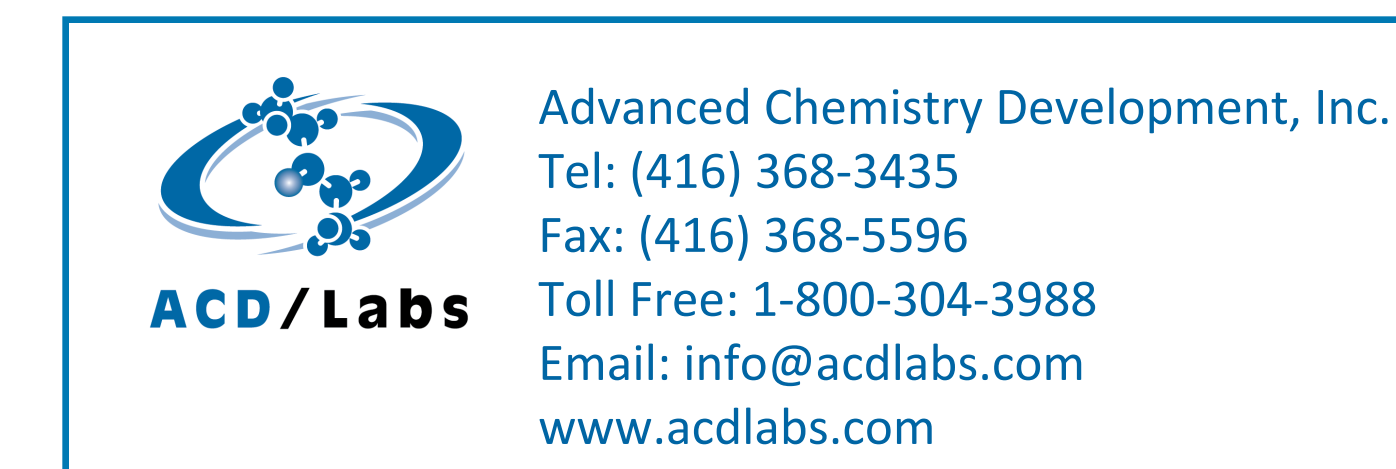 ACD/Labs
Advanced Chemistry Development, Inc.
Tel: (416) 368-3435
Fax: (416) 368-5596
Toll Free: 1-800-304-3988
Email: info@acdlabs.com
www.acdlabs.com